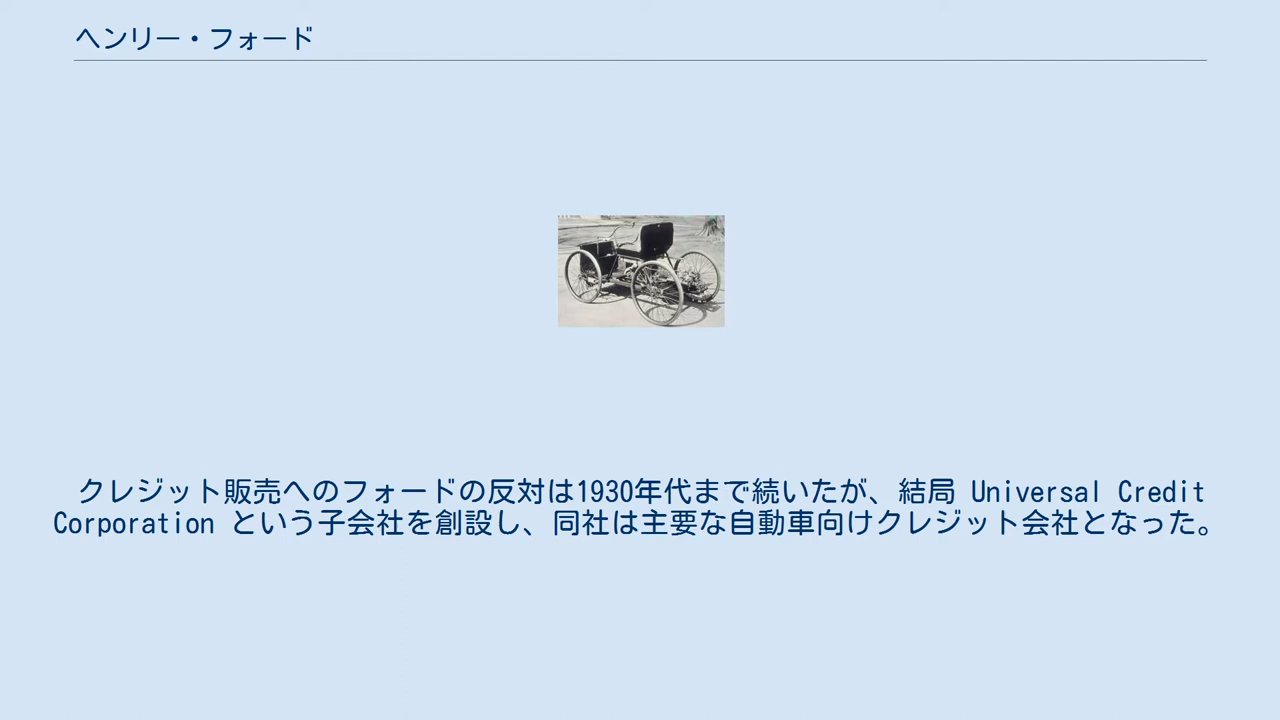 ヘンリー・フォード
クレジット販売へのフォードの反対は1930年代まで続いたが、結局 Universal Credit
Corporation という子会社を創設し、同社は主要な自動車向けクレジット会社となった。